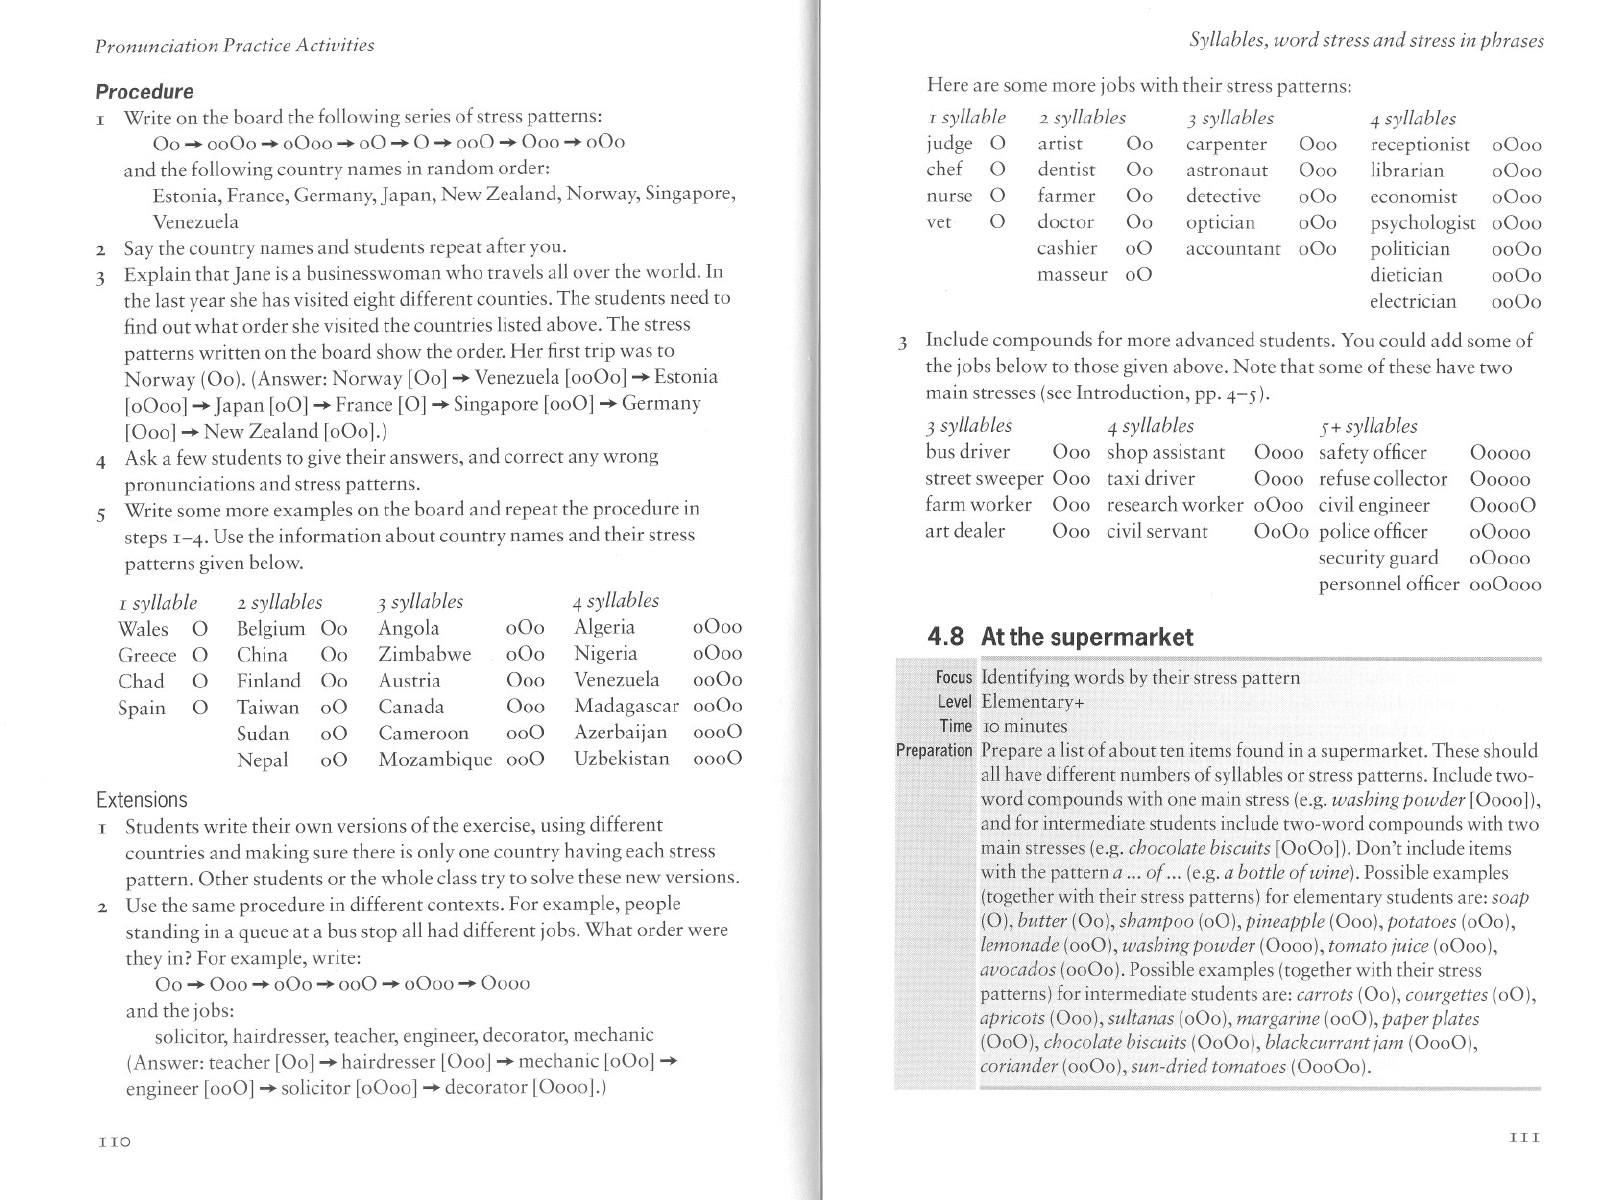 Pronunciation Practice Activities
Procedure
1 Write on the board the following series of stress patterns:
Oo → ooOo → oOoo → oO → O → ooO → Ooo → oOo
and the following country names in random order:
Estonia, France, Germany, Japan, New Zealand, Norway, Singapore,
Venezuela
2 Say the country names and students repeat after you.
3 Explain that Jane is a businesswoman who travels all over the world. In
the last year she has visited eight different counties. The students need to
find out what order she visited the countries listed above. The stress
patterns written on the board show the order. Her first trip was to
Norway (Oo). (Answer: Norway [Oo] → Venezuela [ooOo] → Estonia
[oOoo] → Japan [oO] → France [O] → Singapore [ooO] → Germany
[Ooo] → New Zealand [oOo].)
4 Ask a few students to give their answers, and correct any wrong
pronunciations and stress patterns.
5 Write some more examples on the board and repeat the procedure in
steps 1–4. Use the information about country names and their stress
patterns given below.
1 syllable 2 syllables 3 syllables 4 syllables
Wales O Belgium Oo Angola oOo Algeria oOoo
Greece O China Oo Zimbabwe oOo Nigeria oOoo
Chad O Finland Oo Austria Ooo Venezuela ooOo
Spain O Taiwan oO Canada Ooo Madagascar ooOo
Sudan oO Cameroon ooO Azerbaijan oooO
Nepal oO Mozambique ooO Uzbekistan oooO
Extensions
1 Students write their own versions of the exercise, using different
countries and making sure there is only one country having each stress
pattern. Other students or the whole class try to solve these new versions.
2 Use the same procedure in different contexts. For example, people
standing in a queue at a bus stop all had different jobs. What order were
they in? For example, write:
Oo → Ooo → oOo → ooO → oOoo → Oooo
and the jobs:
solicitor, hairdresser, teacher, engineer, decorator, mechanic
(Answer: teacher [Oo] → hairdresser [Ooo] → mechanic [oOo] →
engineer [ooO] → solicitor [oOoo] → decorator [Oooo].)
110
Syllables, word stress and stress in phrases
Here are some more jobs with their stress patterns:
1 syllable 2 syllables 3 syllables 4 syllables
judge O artist Oo carpenter Ooo receptionist oOoo
chef O dentist Oo astronaut Ooo librarian oOoo
nurse O farmer Oo detective oOo economist oOoo
vet O doctor Oo optician oOo psychologist oOoo
cashier oO accountant oOo politician ooOo
masseur oO dietician ooOo
electrician ooOo
3 Include compounds for more advanced students. You could add some of
the jobs below to those given above. Note that some of these have two
main stresses (see Introduction, pp. 4–5).
3 syllables 4 syllables 5+ syllables
bus driver Ooo shop assistant Oooo safety officer Ooooo
street sweeper Ooo taxi driver Oooo refuse collector Ooooo
farm worker Ooo research worker oOoo civil engineer OoooO
art dealer Ooo civil servant OoOo police officer oOooo
security guard oOooo
personnel officer ooOooo
4.8 At the supermarket
Focus Identifying words by their stress pattern
Level Elementary+
Time 10 minutes
Preparation Prepare a list of about ten items found in a supermarket. These should
all have different numbers of syllables or stress patterns. Include two-
word compounds with one main stress (e.g. washing powder [Oooo]),
and for intermediate students include two-word compounds with two
main stresses (e.g. chocolate biscuits [OoOo]). Don't include items
with the pattern a ... of ... (e.g. a bottle of wine). Possible examples
(together with their stress patterns) for elementary students are: soap
(O), butter (Oo), shampoo (oO), pineapple (Ooo), potatoes (oOo),
lemonade (ooO), washing powder (Oooo), tomato juice (oOoo),
avocados (ooOo). Possible examples (together with their stress
patterns) for intermediate students are: carrots (Oo), courgettes (oO),
apricots (Ooo), sultanas (oOo), margarine (ooO), paper plates
(OoO), chocolate biscuits (OoOo), blackcurrant jam (OooO),
coriander (ooOo), sun-dried tomatoes (OooOo).
111